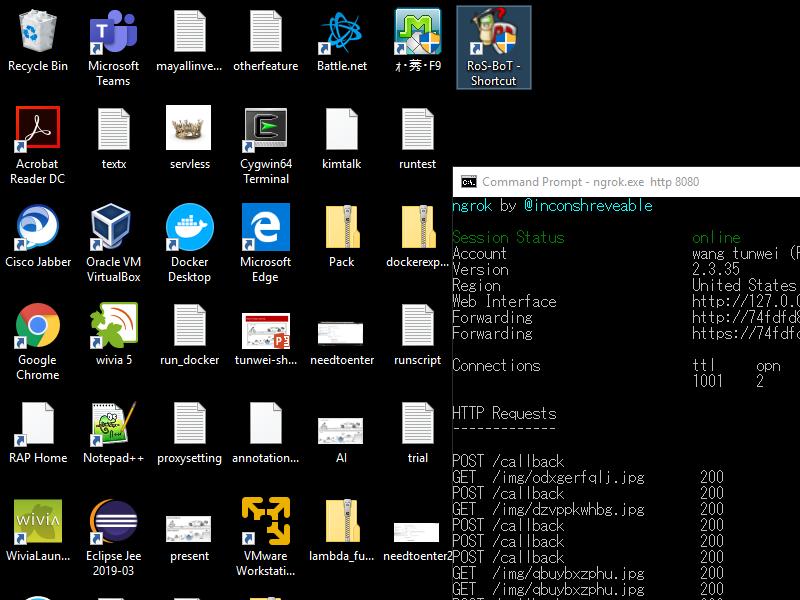 Recycle Bin
Microsoft
Teams
mayallinve...
otherfeature
Battle.net
RoS-BoT -
Shortcut
Acrobat
Reader DC
textx
servless
Cygwin64
Terminal
kimtalk
runtest
Cisco Jabber
Oracle VM
VirtualBox
Docker
Desktop
Microsoft
Edge
Pack
dockerexp...
Google
Chrome
wivia 5
run_docker
tunwei-sh...
needtoenter
runscript
RAP Home
Notepad++
proxysetting
annotation...
AI
trial
wivia
WiviaLaun...
Eclipse Jee
2019-03
present
VMware
Workstati...
lambda_fu...
needtoenter2
Command Prompt - ngrok.exe http 8080
ngrok by @inconshreveable
Session Status online
Account wang tunwei (
Version 2.3.35
Region United States
Web Interface http://127.0.0
Forwarding http://74fdfd8
Forwarding https://74fdfd
Connections ttl opn
1001 2
HTTP Requests
-------------
POST /callback
GET /img/odxgerfqlj.jpg 200
POST /callback 200
GET /img/dzvppkwhbg.jpg 200
POST /callback 200
POST /callback 200
POST /callback 200
GET /img/qbuybxzphu.jpg 200
GET /img/qbuybxzphu.jpg 200